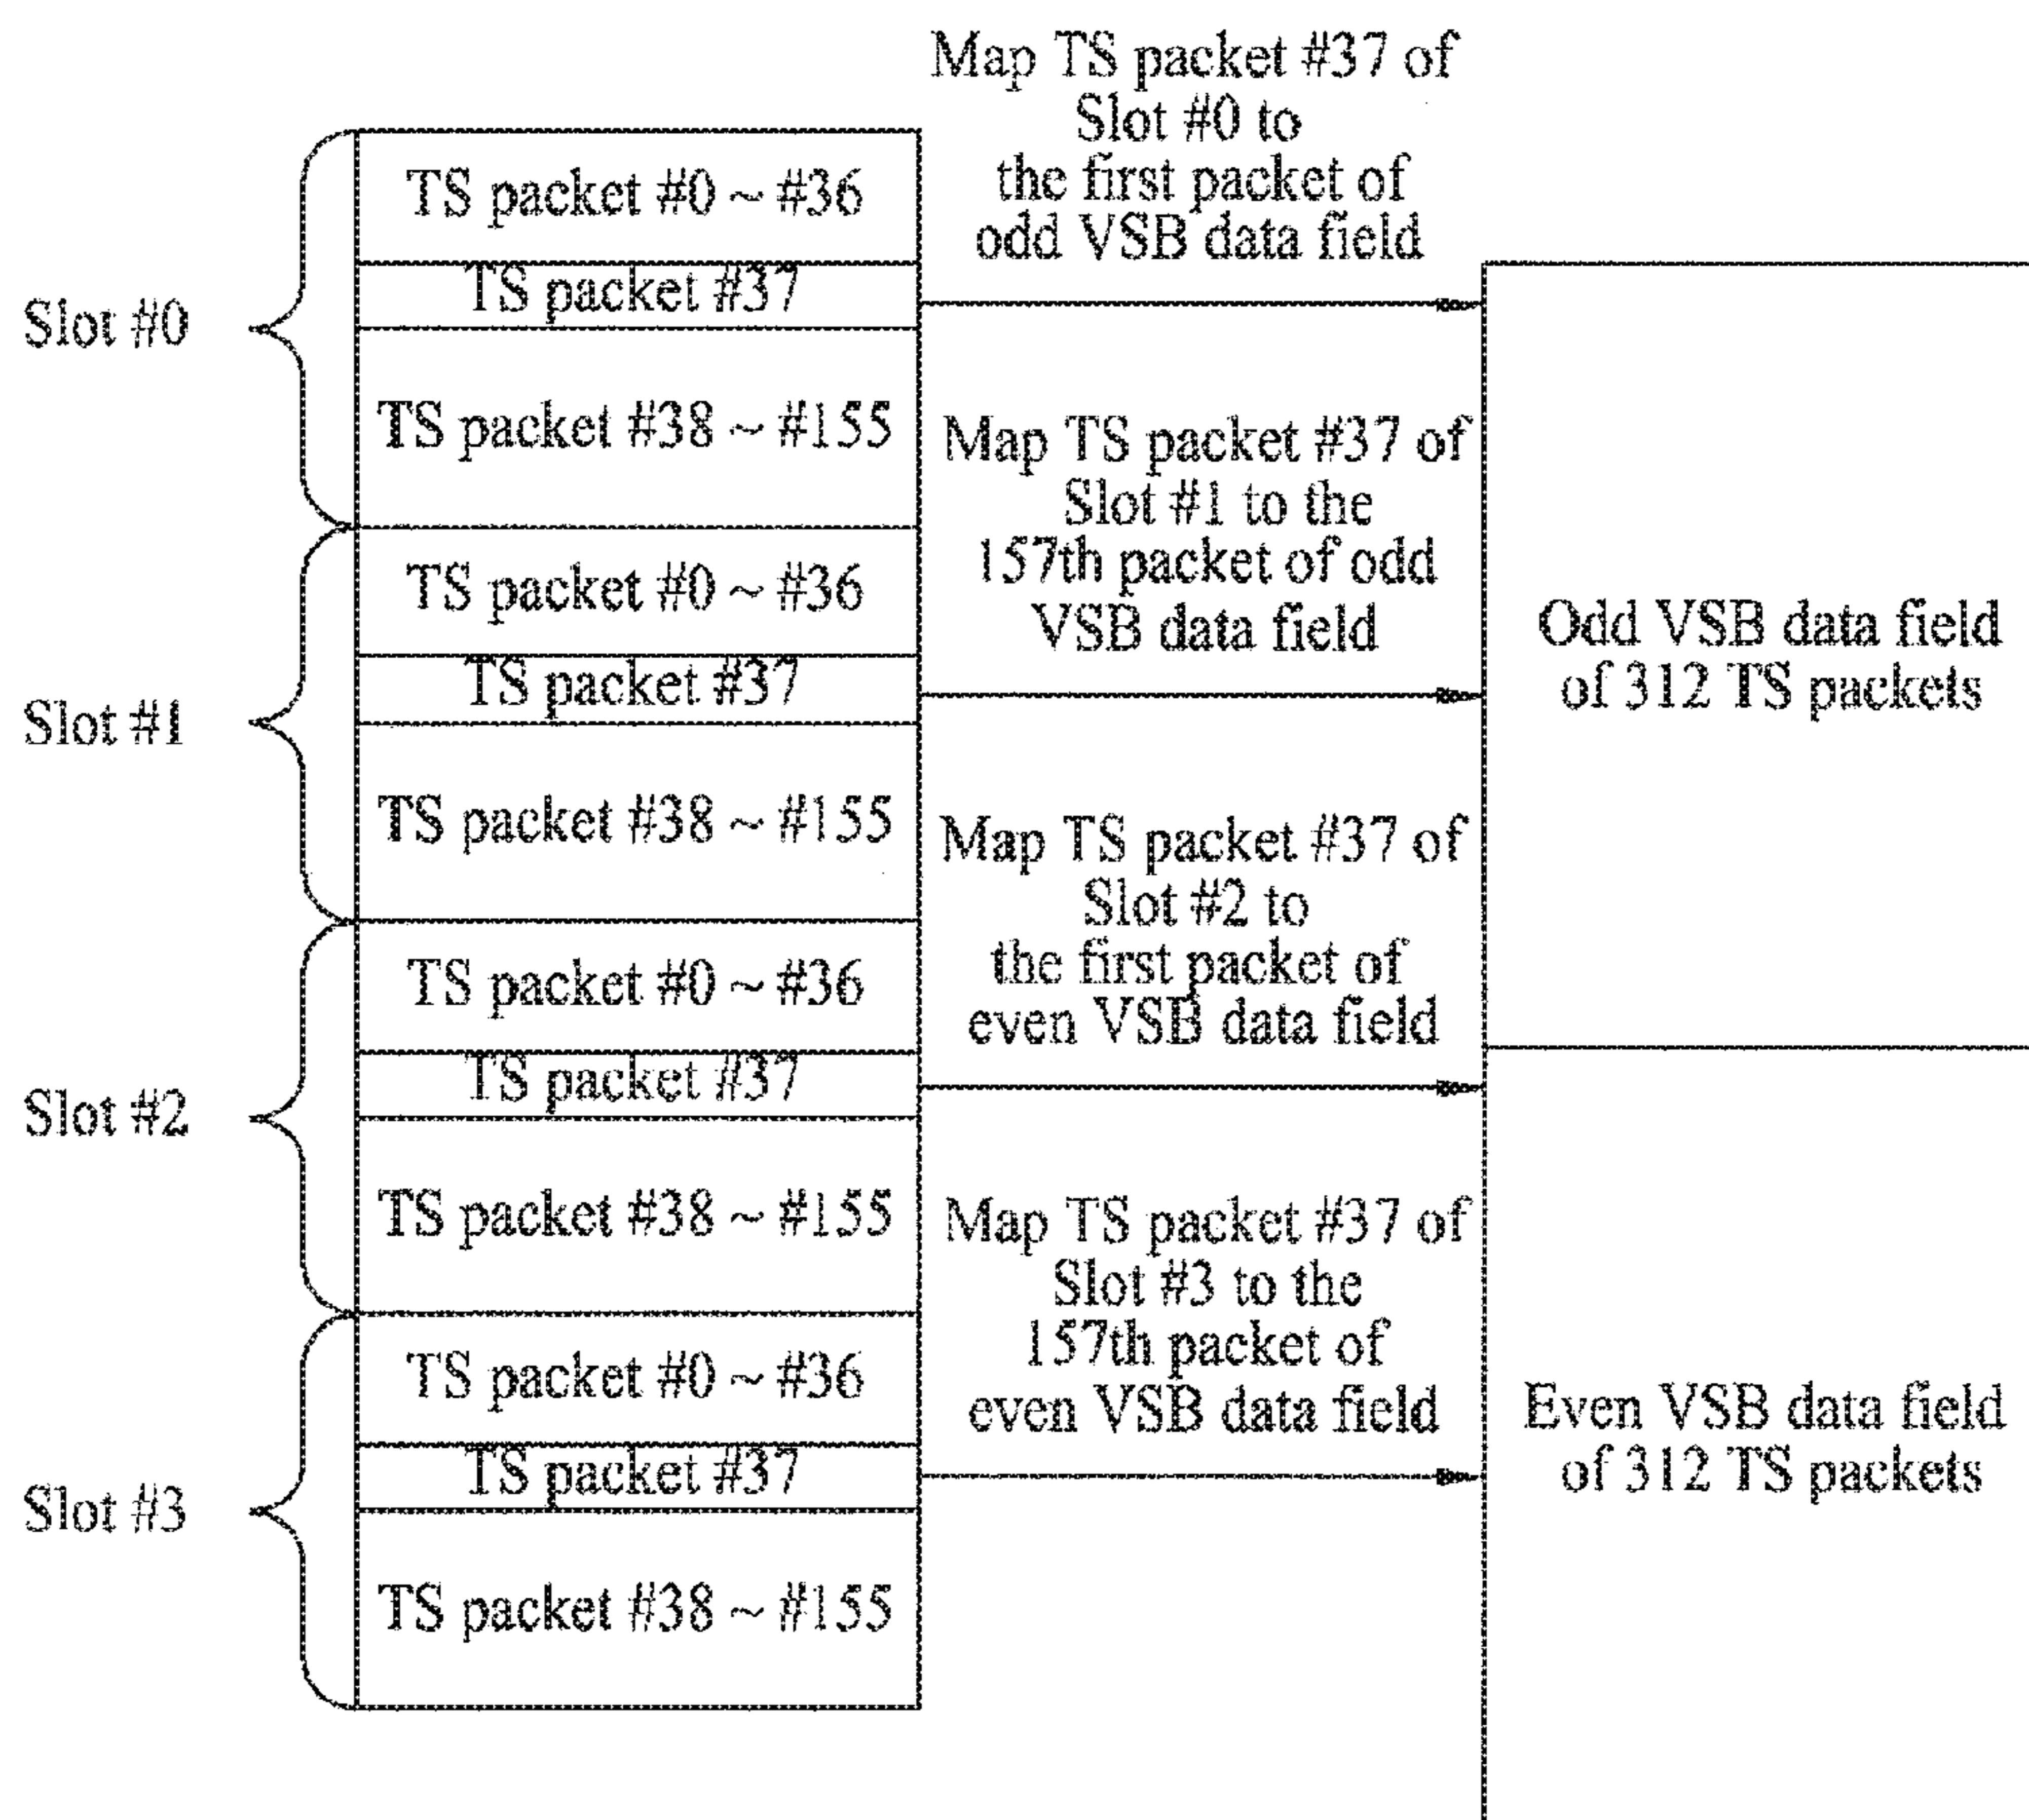 Map TS packet #37 of
Slot #0 to
the first packet of
odd VSB data field
Slot #0
TS packet #0 ~ #36
TS packet #37
TS packet #38 ~ #155
Map TS packet #37 of
Slot #1 to the
157th packet of odd
VSB data field
Slot #1
TS packet #0 ~ #36
TS packet #37
TS packet #38 ~ #155
Odd VSB data field
of 312 TS packets
Map TS packet #37 of
Slot #2 to
the first packet of
even VSB data field
Slot #2
TS packet #0 ~ #36
TS packet #37
TS packet #38 ~ #155
Map TS packet #37 of
Slot #3 to the
157th packet of
even VSB data field
Slot #3
TS packet #0 ~ #36
TS packet #37
TS packet #38 ~ #155
Even VSB data field
of 312 TS packets